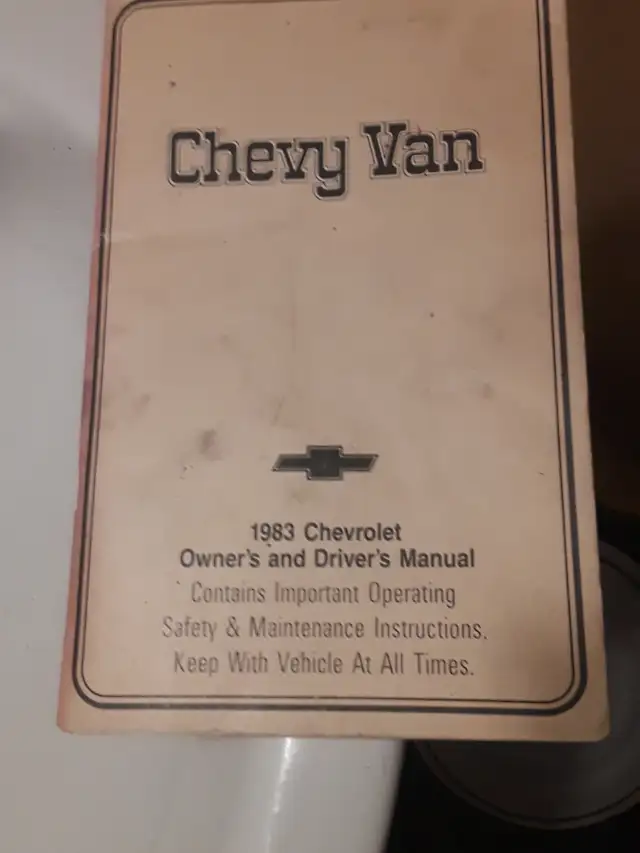 Chevy Van
1983 Chevrolet
Owner's and Driver's Manual
Contains Important Operating
Safety & Maintenance Instructions.
Keep With Vehicle At All Times.